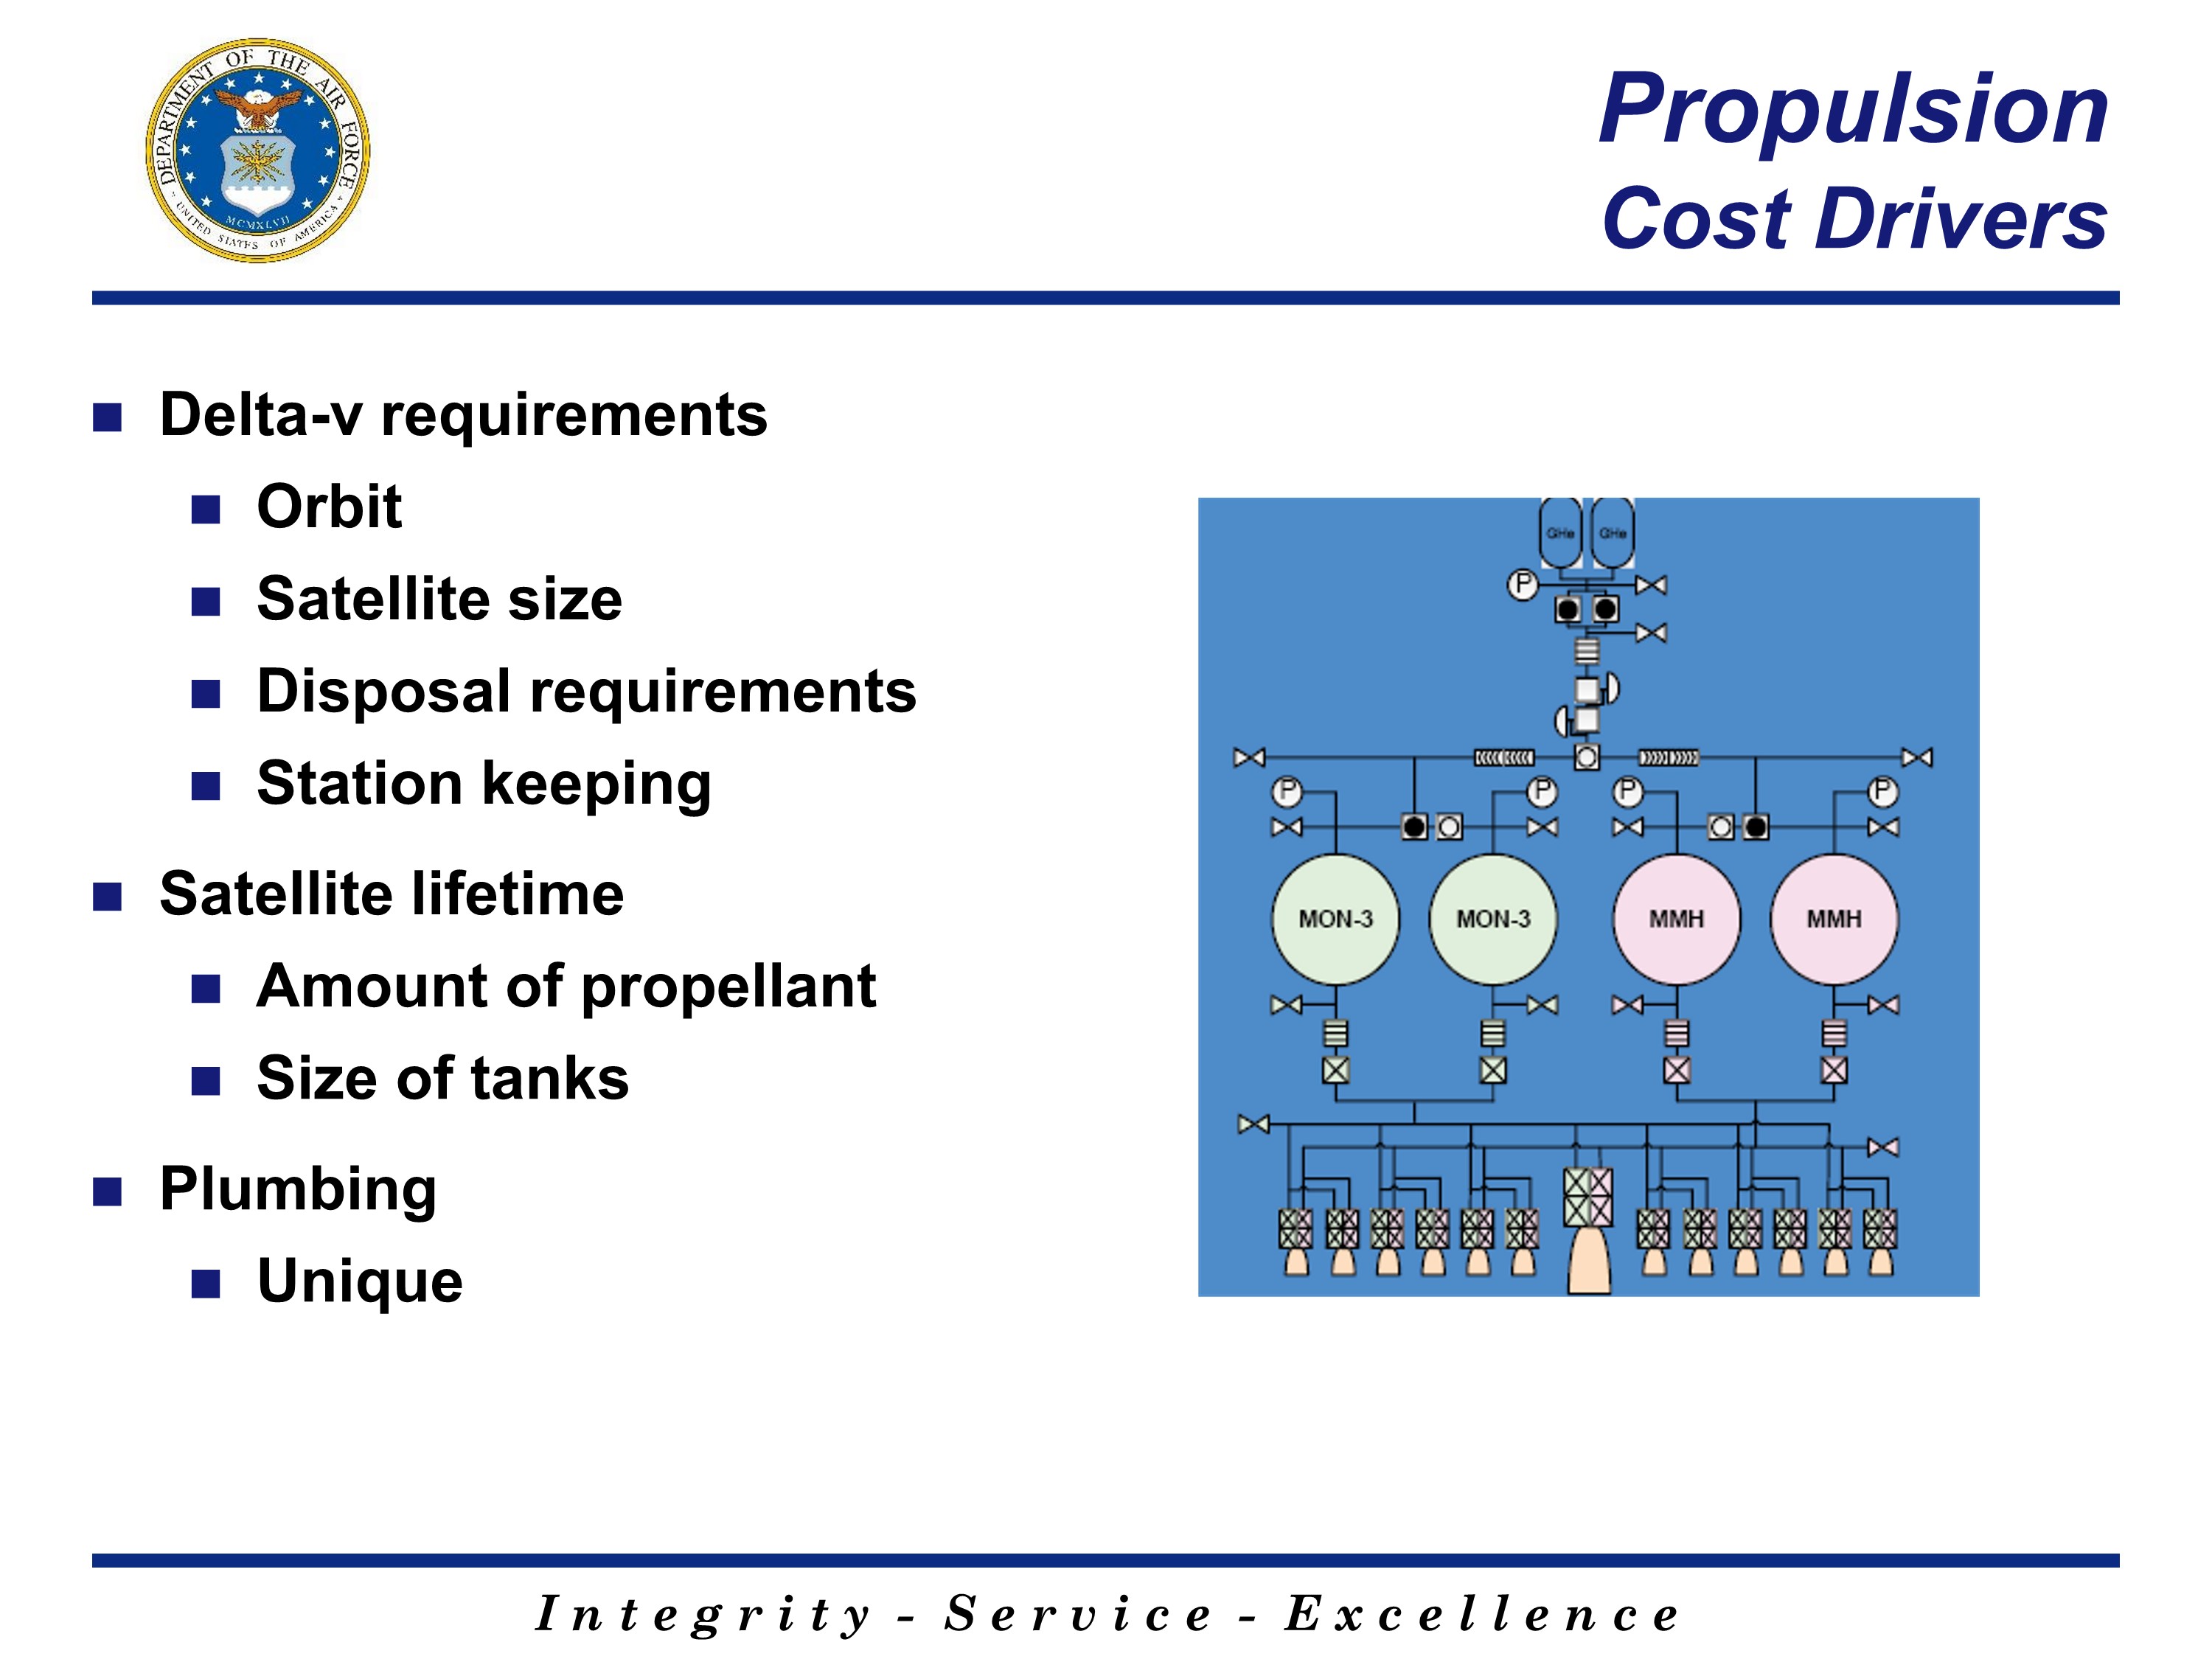 DEPARTMENT OF THE AIR FORCE
MCMXLVII
UNITED STATES OF AMERICA
Propulsion
Cost Drivers
Delta-v requirements
Orbit
Satellite size
Disposal requirements
Station keeping
Satellite lifetime
Amount of propellant
Size of tanks
Plumbing
Unique
GHe GHe
P
P P P P
MON-3 MON-3 MMH MMH
Integrity - Service - Excellence